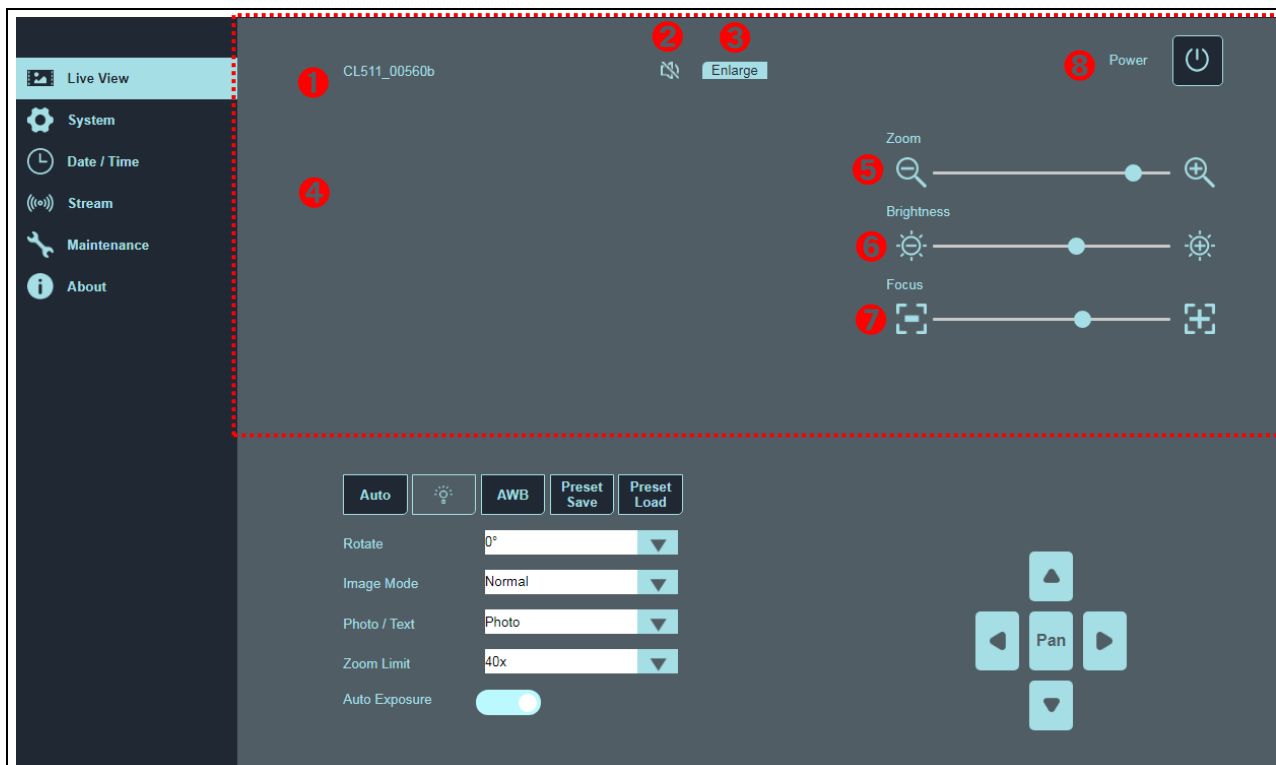 Live View
System
Date / Time
Stream
Maintenance
About
1
CL511_00560b
2
3
Enlarge
8
Power
4
Zoom
5
Brightness
6
Focus
7
Auto
AWB
Preset
Save
Preset
Load
Rotate
0°
Image Mode
Normal
Photo / Text
Photo
Zoom Limit
40x
Auto Exposure
Pan